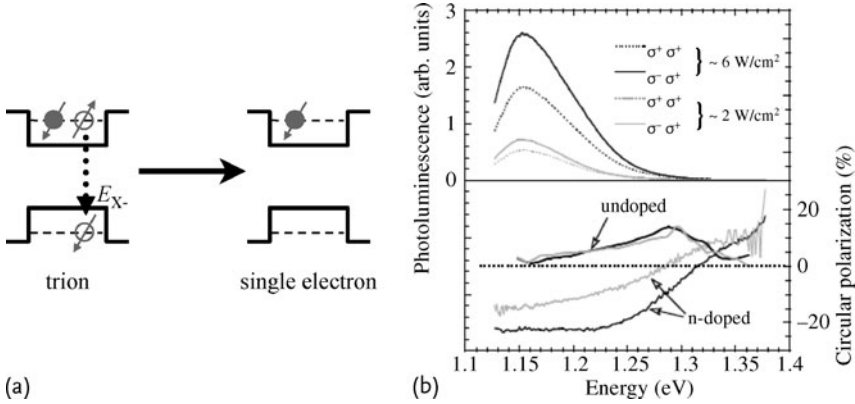 E_X-
trion
single electron
(a)
(b)
Photoluminescence (arb. units)
3
2
1
0
σ+ σ+
σ− σ+
} ~ 6 W/cm²
σ+ σ+
σ− σ+
} ~ 2 W/cm²
undoped
n-doped
20
0
−20
Circular polarization (%)
1.1
1.15
1.2
1.25
1.3
1.35
1.4
Energy (eV)